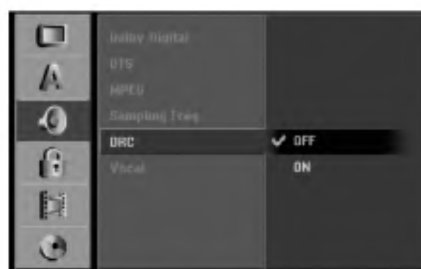 A
Dolby Digital
DTS
MPEG
Sampling Freq.
DRC
OFF
ON
Vocal